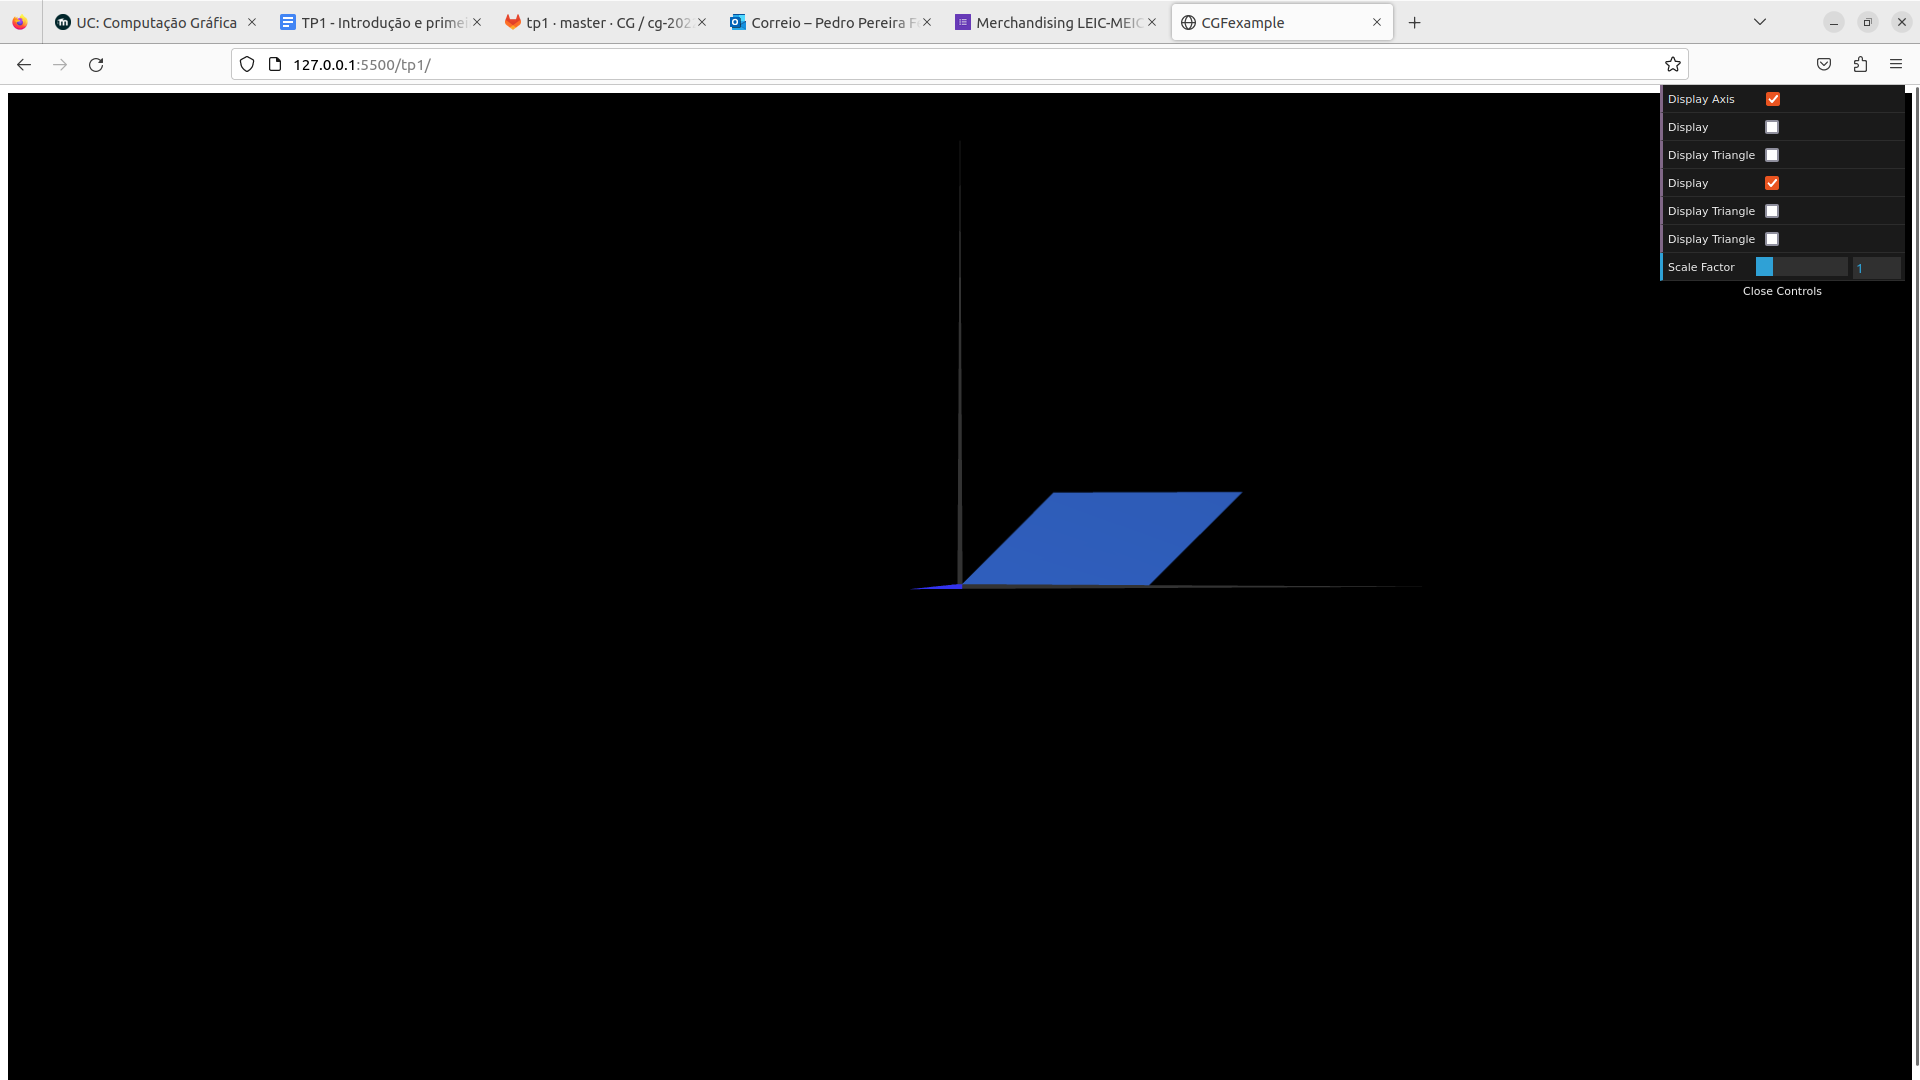 UC: Computação Gráfica
TP1 - Introdução e prime
tp1 · master · CG / cg-202
Correio – Pedro Pereira F
Merchandising LEIC-MEIC
CGFexample
127.0.0.1:5500/tp1/
Display Axis
Display
Display Triangle
Display
Display Triangle
Display Triangle
Scale Factor 1
Close Controls